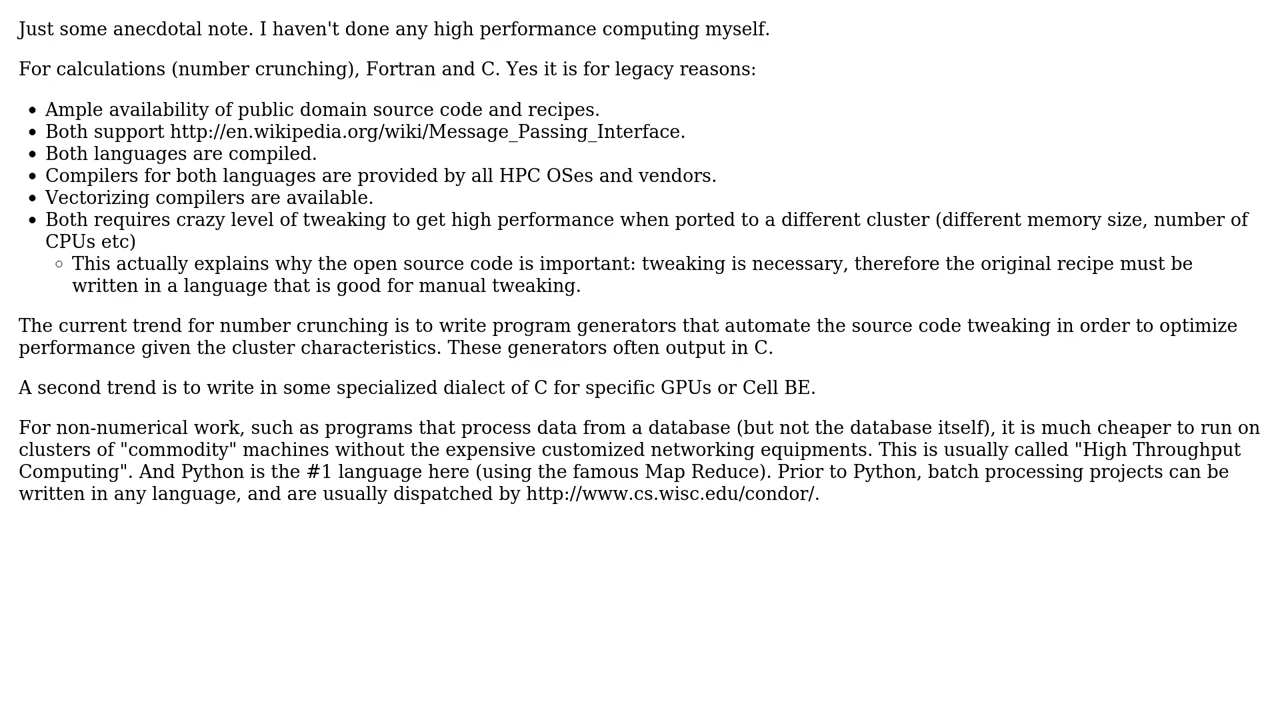 Just some anecdotal note. I haven't done any high performance computing myself.
For calculations (number crunching), Fortran and C. Yes it is for legacy reasons:
• Ample availability of public domain source code and recipes.
• Both support http://en.wikipedia.org/wiki/Message_Passing_Interface.
• Both languages are compiled.
• Compilers for both languages are provided by all HPC OSes and vendors.
• Vectorizing compilers are available.
• Both requires crazy level of tweaking to get high performance when ported to a different cluster (different memory size, number of
CPUs etc)
◦ This actually explains why the open source code is important: tweaking is necessary, therefore the original recipe must be
written in a language that is good for manual tweaking.
The current trend for number crunching is to write program generators that automate the source code tweaking in order to optimize
performance given the cluster characteristics. These generators often output in C.
A second trend is to write in some specialized dialect of C for specific GPUs or Cell BE.
For non-numerical work, such as programs that process data from a database (but not the database itself), it is much cheaper to run on
clusters of "commodity" machines without the expensive customized networking equipments. This is usually called "High Throughput
Computing". And Python is the #1 language here (using the famous Map Reduce). Prior to Python, batch processing projects can be
written in any language, and are usually dispatched by http://www.cs.wisc.edu/condor/.